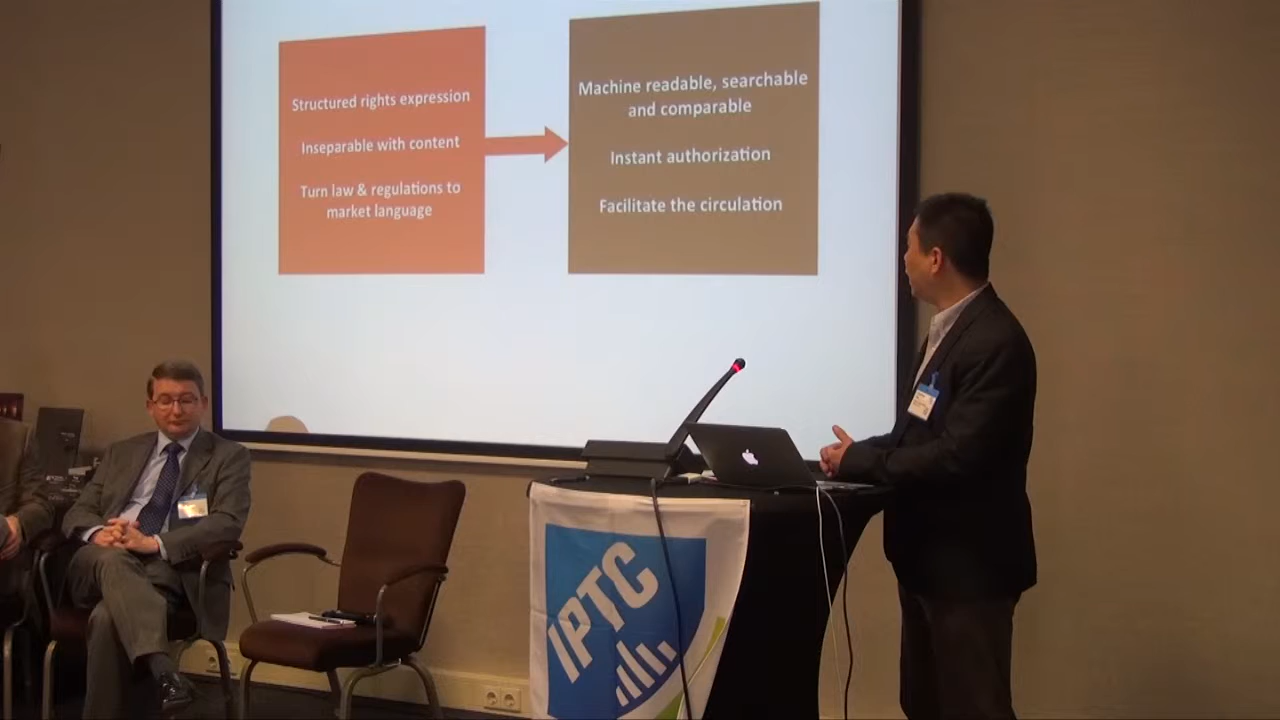 Structured rights expression
Inseparable with content
Turn law & regulations to
market language
Machine readable, searchable
and comparable
Instant authorization
Facilitate the circulation
IPTC